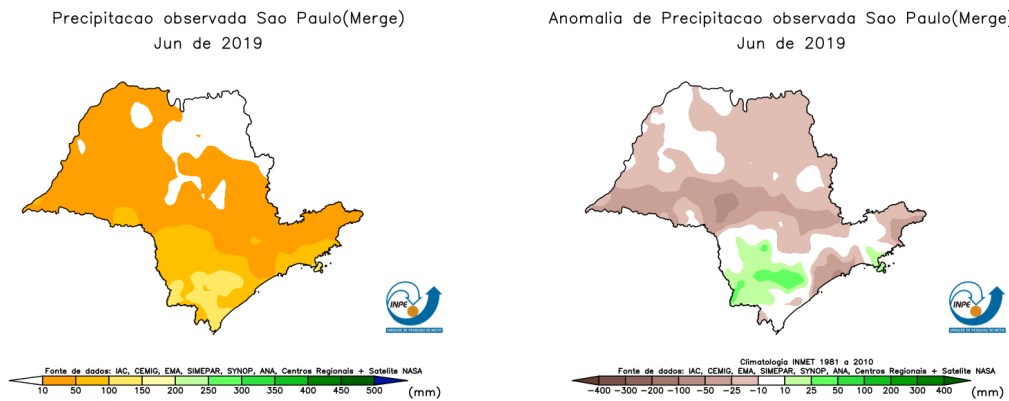 Precipitacao observada Sao Paulo(Merge)
Jun de 2019
INPE
Fonte de dados: IAC, CEMIG, EMA, SIMEPAR, SYNOP, ANA, Centros Regionais + Satelite NASA
10 50 100 150 200 250 300 350 400 450 500
(mm)
Anomalia de Precipitacao observada Sao Paulo(Merge)
Jun de 2019
INPE
Climatologia INMET 1981 a 2010
Fonte de dados: IAC, CEMIG, EMA, SIMEPAR, SYNOP, ANA, Centros Regionais + Satelite NASA
-400 -300 -200 -100 -50 -25 -10 10 25 50 100 200 300 400
(mm)